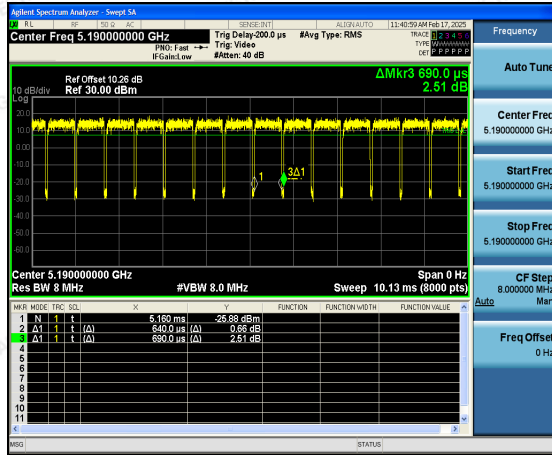 Agilent Spectrum Analyzer - Swept SA
RL RF 50 Ω AC SENSE:INT ALIGN AUTO 11:40:59 AM Feb 17, 2025
Center Freq 5.190000000 GHz
PNO: Fast
IFGain:Low
Trig Delay-200.0 µs
Trig: Video
#Atten: 40 dB
#Avg Type: RMS
TRACE 1 2 3 4 5 6
TYPE
DET P P P P P P
Frequency
Ref Offset 10.26 dB
Ref 30.00 dBm
10 dB/div
Log
ΔMkr3 690.0 µs
2.51 dB
Auto Tune
20.0
10.0
0.00
-10.0
-20.0
-30.0
-40.0
-50.0
-60.0
1
3Δ1
Center Freq
5.190000000 GHz
Start Freq
5.190000000 GHz
Stop Freq
5.190000000 GHz
Center 5.190000000 GHz Span 0 Hz
Res BW 8 MHz #VBW 8.0 MHz Sweep 10.13 ms (8000 pts)
CF Step
8.000000 MHz
Auto Man
MKR MODE TRC SCL X Y FUNCTION FUNCTION WIDTH FUNCTION VALUE
1 N 1 t 5.160 ms -25.88 dBm
2 Δ1 1 t (Δ) 640.0 µs (Δ) 0.66 dB
3 Δ1 1 t (Δ) 690.0 µs (Δ) 2.51 dB
4
5
6
7
8
9
10
11
Freq Offset
0 Hz
MSG STATUS